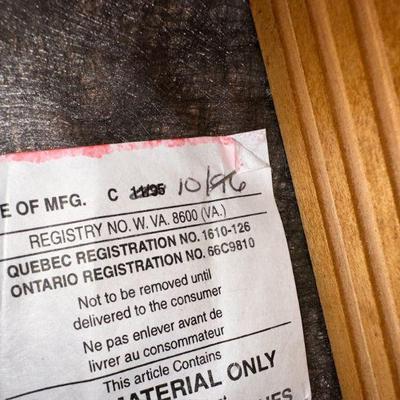 E OF MFG. C 11/95 10/96
REGISTRY NO. W. VA. 8600 (VA.)
QUEBEC REGISTRATION NO. 1610-126
ONTARIO REGISTRATION NO. 66C9810
Not to be removed until
delivered to the consumer
Ne pas enlever avant de
livrer au consommateur
This article Contains
MATERIAL ONLY